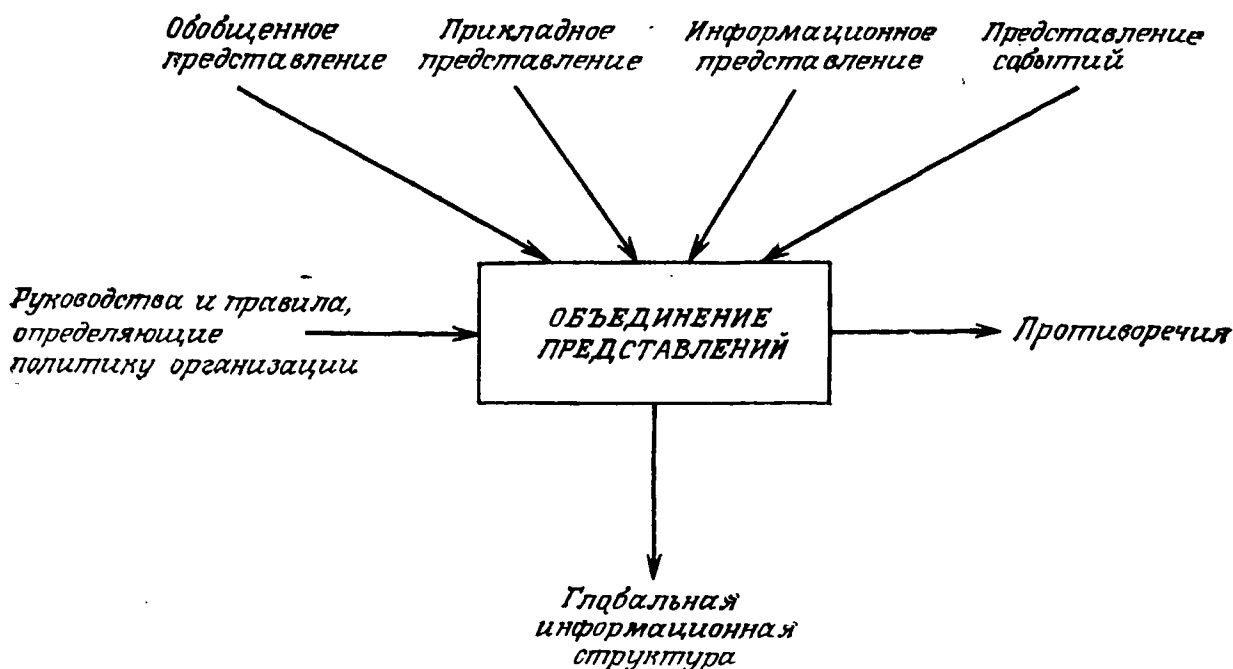 Обобщенное
представление
Прикладное
представление
Информационное
представление
Представление
событий
Руководства и правила,
определяющие
политику организации
ОБЪЕДИНЕНИЕ
ПРЕДСТАВЛЕНИЙ
Противоречия
Глобальная
информационная
структура